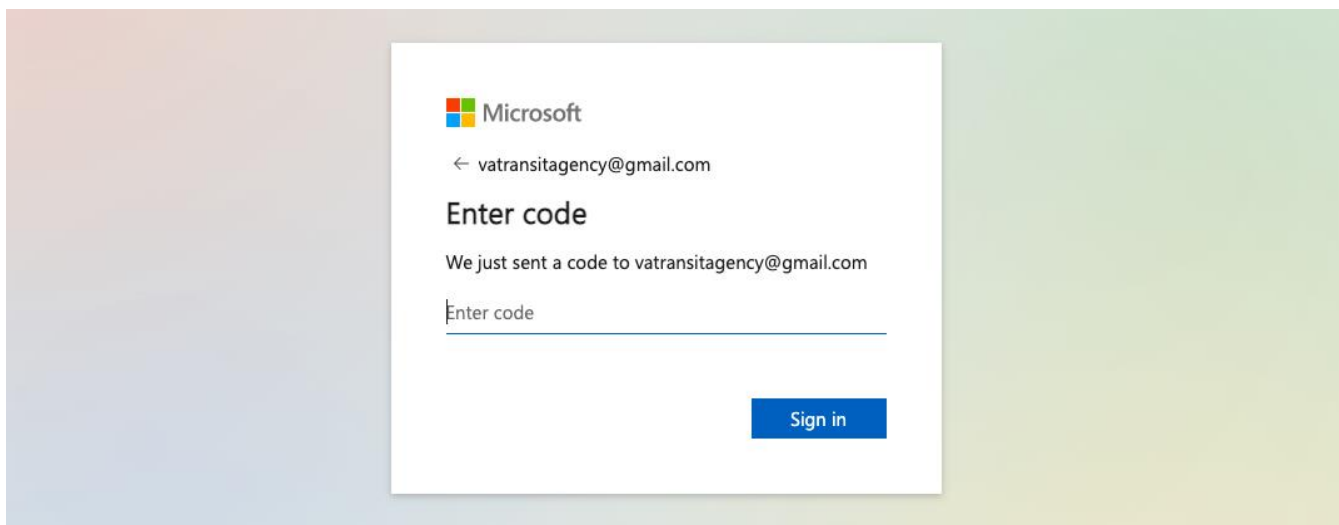 Microsoft
← vatransitagency@gmail.com
Enter code
We just sent a code to vatransitagency@gmail.com
Enter code
Sign in